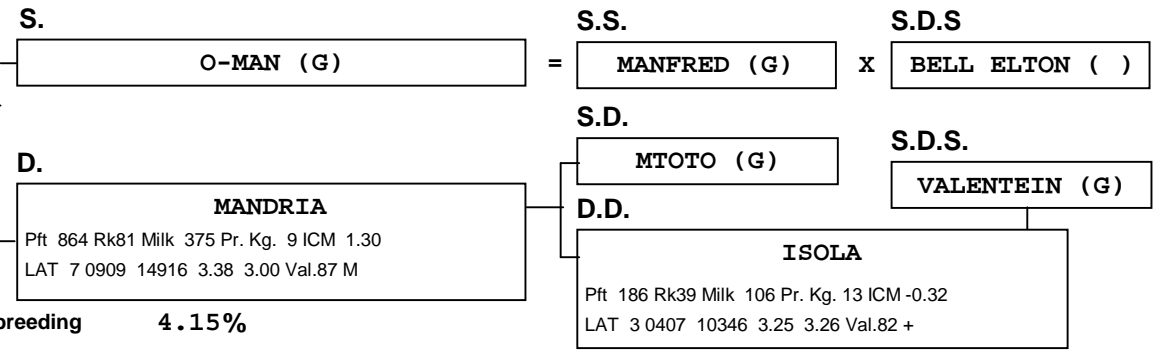 S.
S.S.
S.D.S
O-MAN (G) = MANFRED (G) X BELL ELTON ( )
S.D.
S.D.S.
D.
MTOTO (G)
VALENTEIN (G)
MANDRIA
D.D.
Pft 864 Rk81 Milk 375 Pr. Kg. 9 ICM 1.30
LAT 7 0909 14916 3.38 3.00 Val.87 M
ISOLA
Pft 186 Rk39 Milk 106 Pr. Kg. 13 ICM -0.32
LAT 3 0407 10346 3.25 3.26 Val.82 +
breeding 4.15%